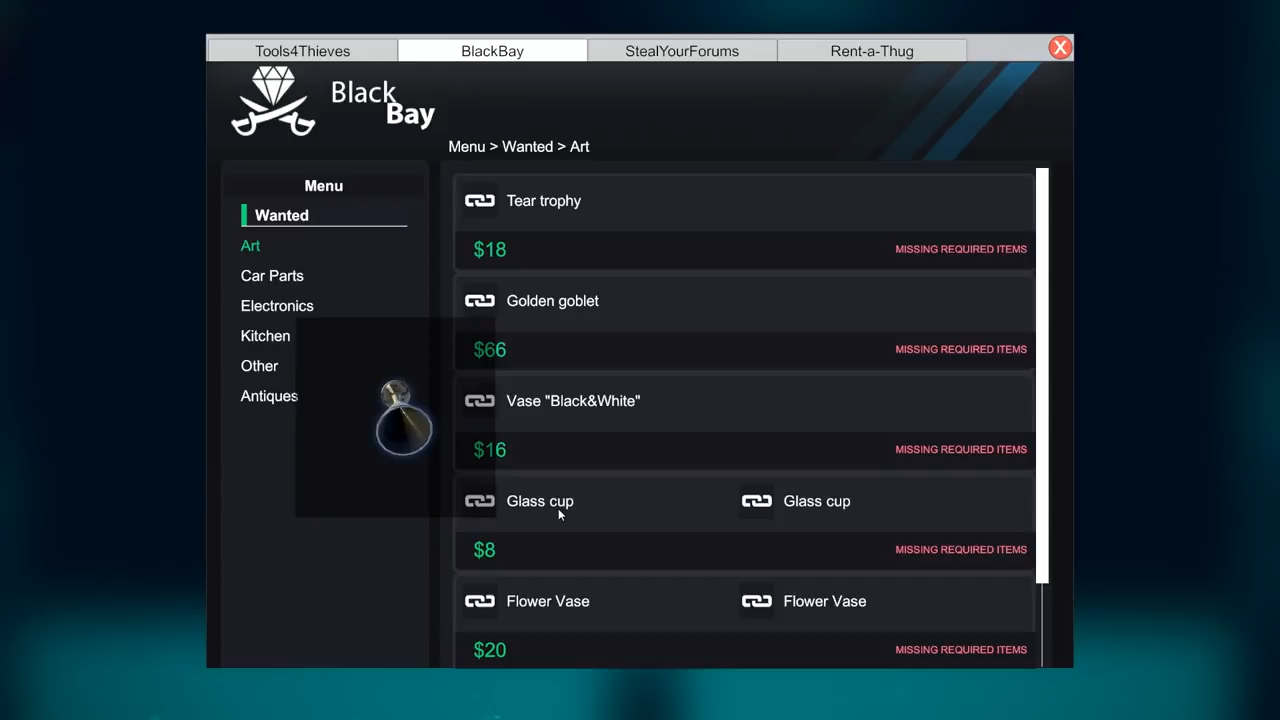 Tools4Thieves BlackBay StealYourForums Rent-a-Thug X
Black
Bay
Menu > Wanted > Art
Menu
Wanted
Art
Car Parts
Electronics
Kitchen
Other
Antiques
Tear trophy
$18 MISSING REQUIRED ITEMS
Golden goblet
$66 MISSING REQUIRED ITEMS
Vase "Black&White"
$16 MISSING REQUIRED ITEMS
Glass cup Glass cup
$8 MISSING REQUIRED ITEMS
Flower Vase Flower Vase
$20 MISSING REQUIRED ITEMS